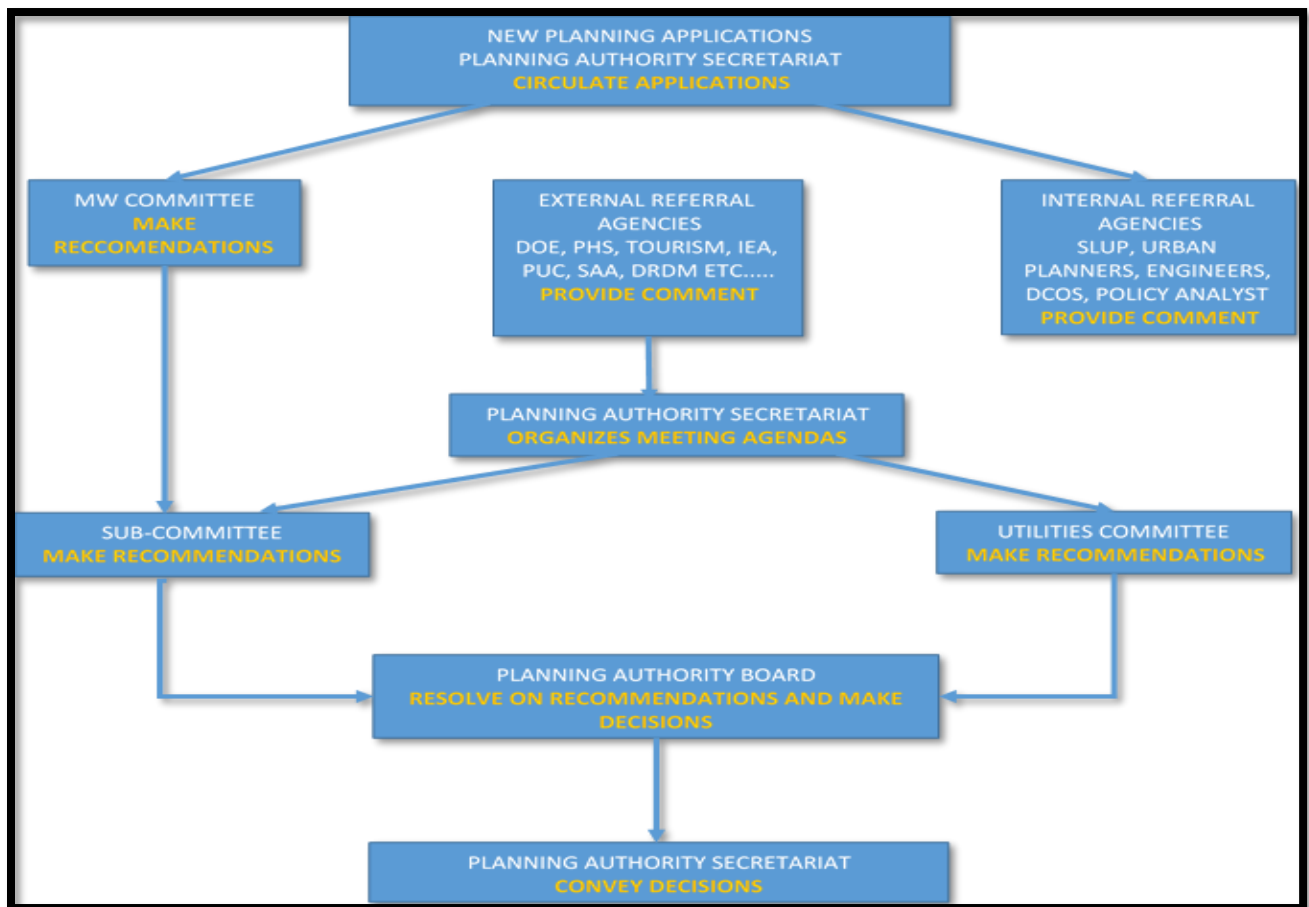 NEW PLANNING APPLICATIONS
PLANNING AUTHORITY SECRETARIAT
CIRCULATE APPLICATIONS
MW COMMITTEE
MAKE
RECCOMENDATIONS
EXTERNAL REFERRAL
AGENCIES
DOE, PHS, TOURISM, IEA,
PUC, SAA, DRDM ETC.....
PROVIDE COMMENT
INTERNAL REFERRAL
AGENCIES
SLUP, URBAN
PLANNERS, ENGINEERS,
DCOS, POLICY ANALYST
PROVIDE COMMENT
PLANNING AUTHORITY SECRETARIAT
ORGANIZES MEETING AGENDAS
SUB-COMMITTEE
MAKE RECOMMENDATIONS
UTILITIES COMMITTEE
MAKE RECOMMENDATIONS
PLANNING AUTHORITY BOARD
RESOLVE ON RECOMMENDATIONS AND MAKE
DECISIONS
PLANNING AUTHORITY SECRETARIAT
CONVEY DECISIONS